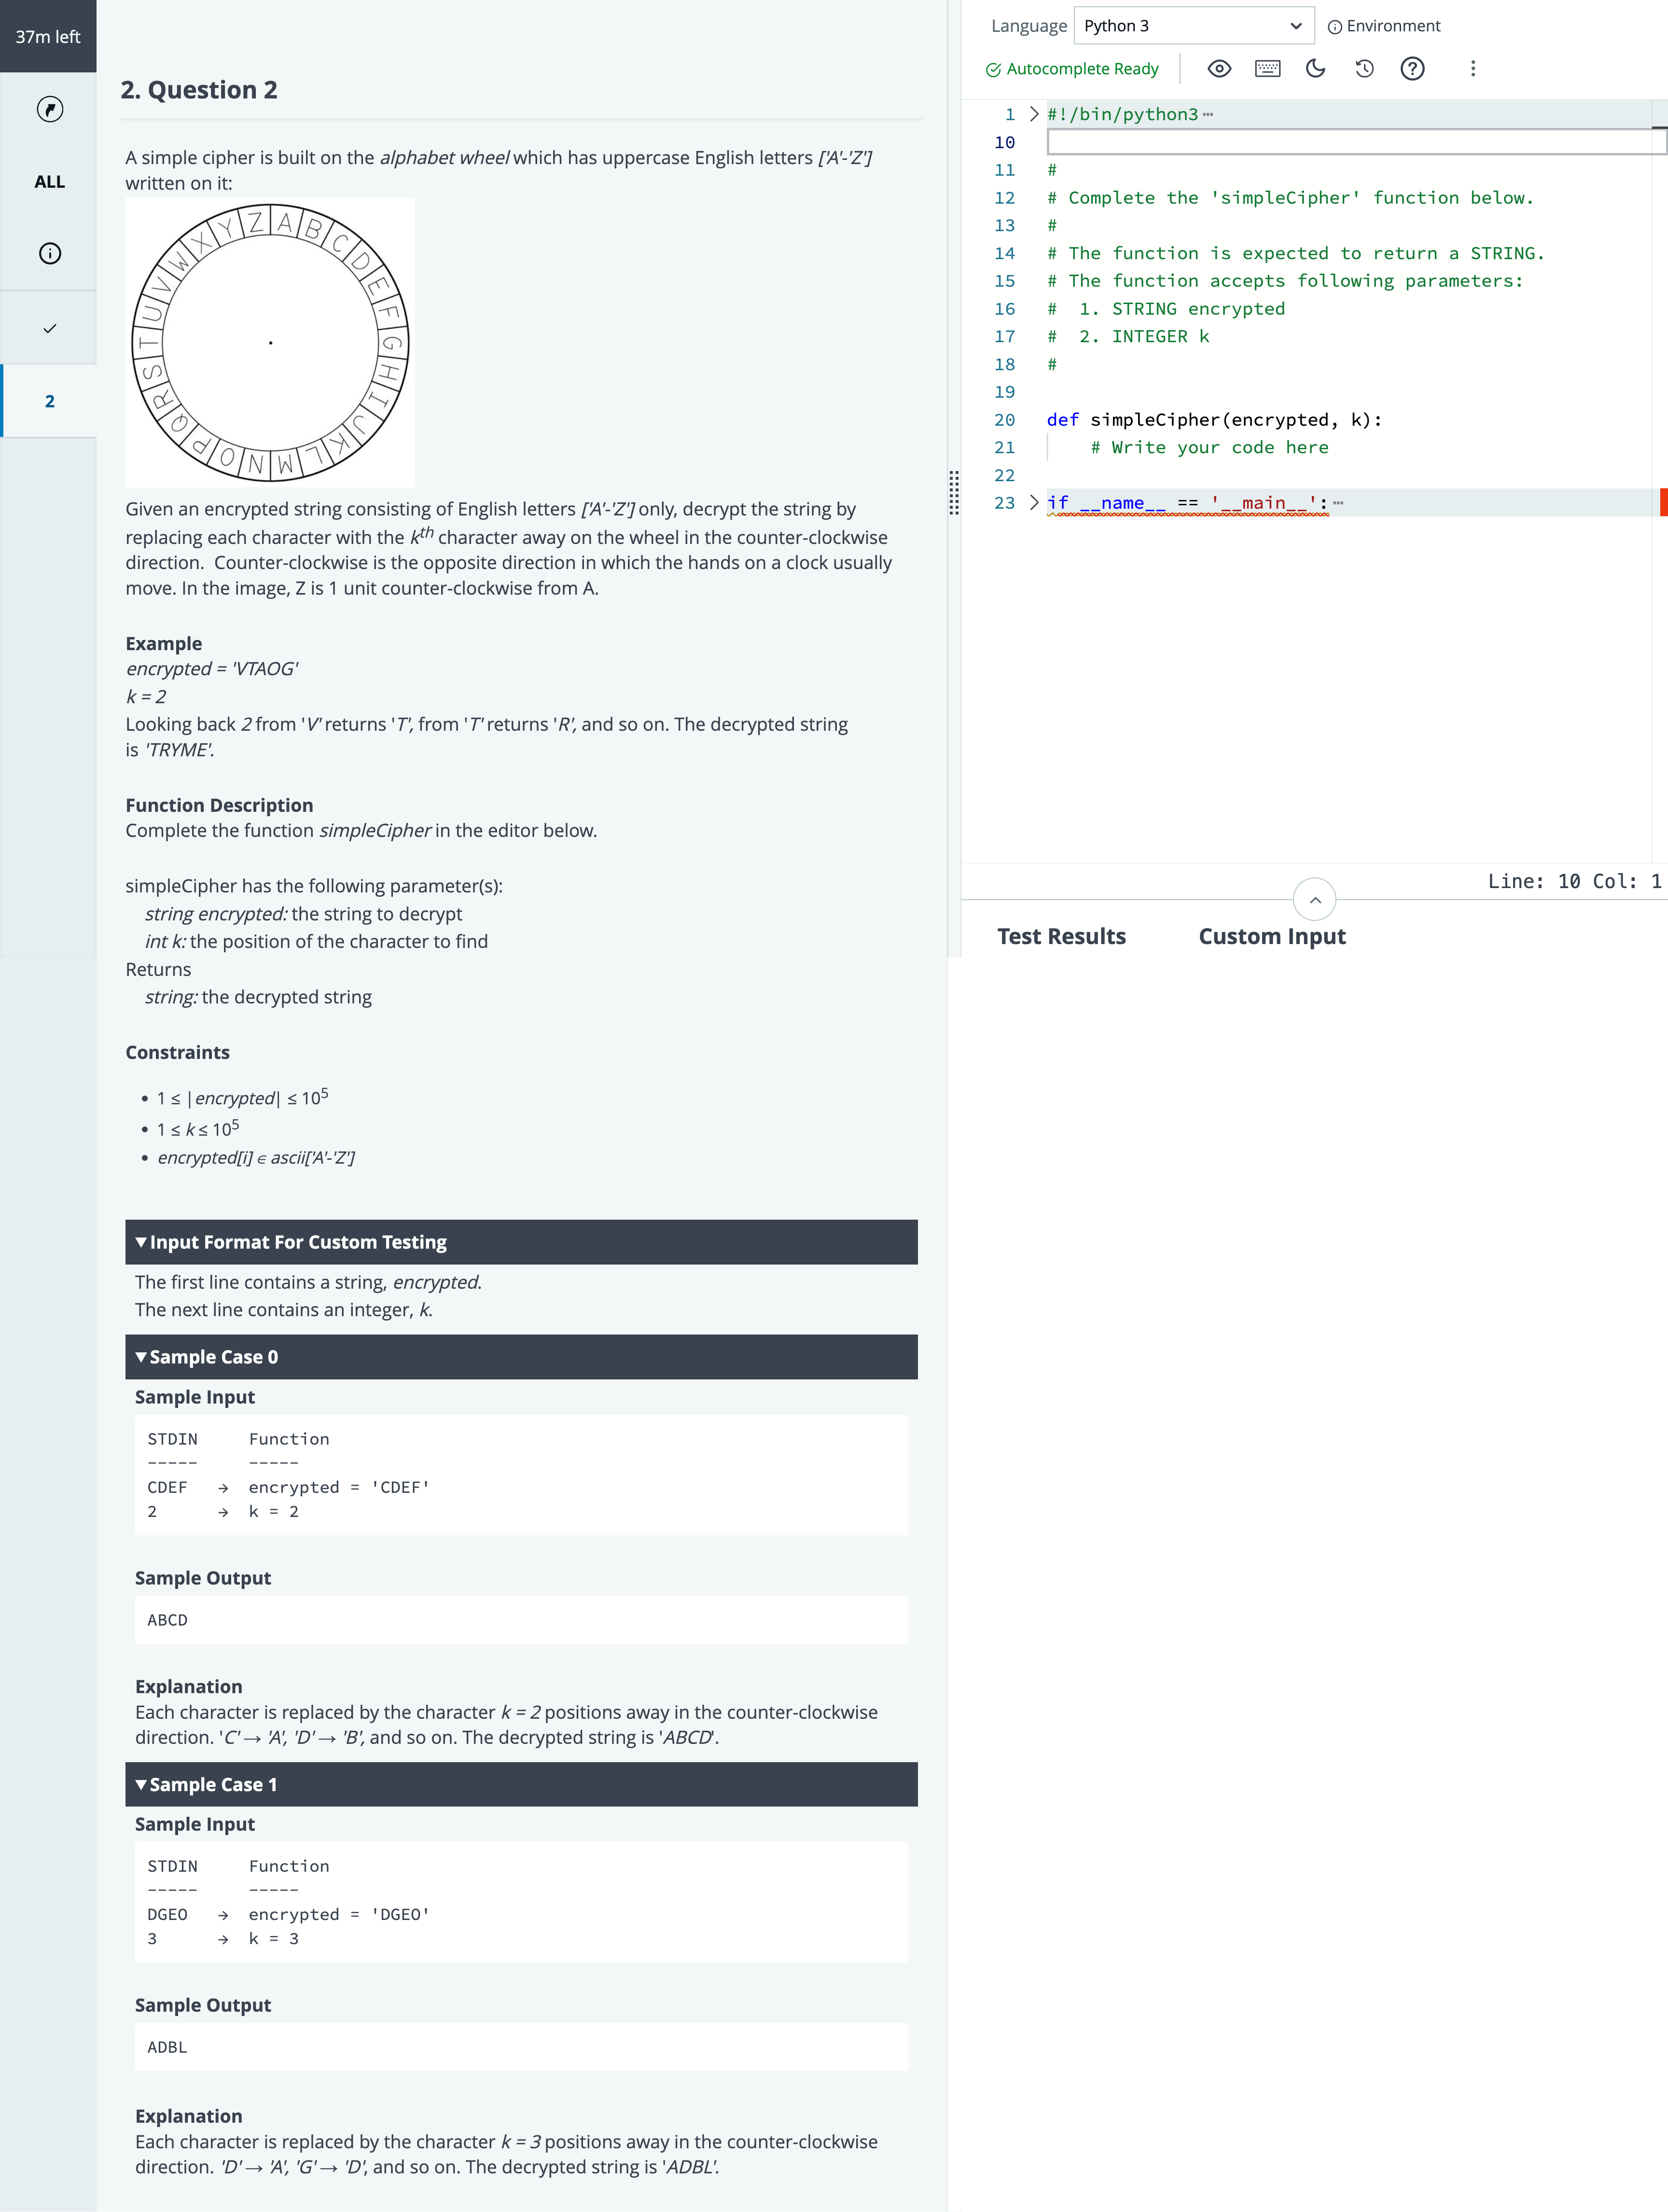 37m left
ALL
2
2. Question 2
A simple cipher is built on the alphabet wheel which has uppercase English letters ['A'-'Z']
written on it:
A B C D E F G H I J K L M N O P Q R S T U V W X Y Z
Given an encrypted string consisting of English letters ['A'-'Z'] only, decrypt the string by
replacing each character with the kth character away on the wheel in the counter-clockwise
direction.  Counter-clockwise is the opposite direction in which the hands on a clock usually
move. In the image, Z is 1 unit counter-clockwise from A.
Example
encrypted = 'VTAOG'
k = 2
Looking back 2 from 'V' returns 'T', from 'T' returns 'R', and so on. The decrypted string
is 'TRYME'.
Function Description
Complete the function simpleCipher in the editor below.
simpleCipher has the following parameter(s):
string encrypted: the string to decrypt
int k: the position of the character to find
Returns
string: the decrypted string
Constraints
• 1 ≤ |encrypted| ≤ 10^5
• 1 ≤ k ≤ 10^5
• encrypted[i] ∈ ascii['A'-'Z']
▼Input Format For Custom Testing
The first line contains a string, encrypted.
The next line contains an integer, k.
▼Sample Case 0
Sample Input
STDIN     Function
-----     -----
CDEF  →  encrypted = 'CDEF'
2     →  k = 2
Sample Output
ABCD
Explanation
Each character is replaced by the character k = 2 positions away in the counter-clockwise
direction. 'C' → 'A', 'D' → 'B', and so on. The decrypted string is 'ABCD'.
▼Sample Case 1
Sample Input
STDIN     Function
-----     -----
DGEO  →  encrypted = 'DGEO'
3     →  k = 3
Sample Output
ADBL
Explanation
Each character is replaced by the character k = 3 positions away in the counter-clockwise
direction. 'D' → 'A', 'G' → 'D', and so on. The decrypted string is 'ADBL'.
Language Python 3 Environment
Autocomplete Ready
1 #!/bin/python3
10
11 #
12 # Complete the 'simpleCipher' function below.
13 #
14 # The function is expected to return a STRING.
15 # The function accepts following parameters:
16 #  1. STRING encrypted
17 #  2. INTEGER k
18 #
19
20 def simpleCipher(encrypted, k):
21     # Write your code here
22
23 if __name__ == '__main__':
Line: 10 Col: 1
Test Results Custom Input